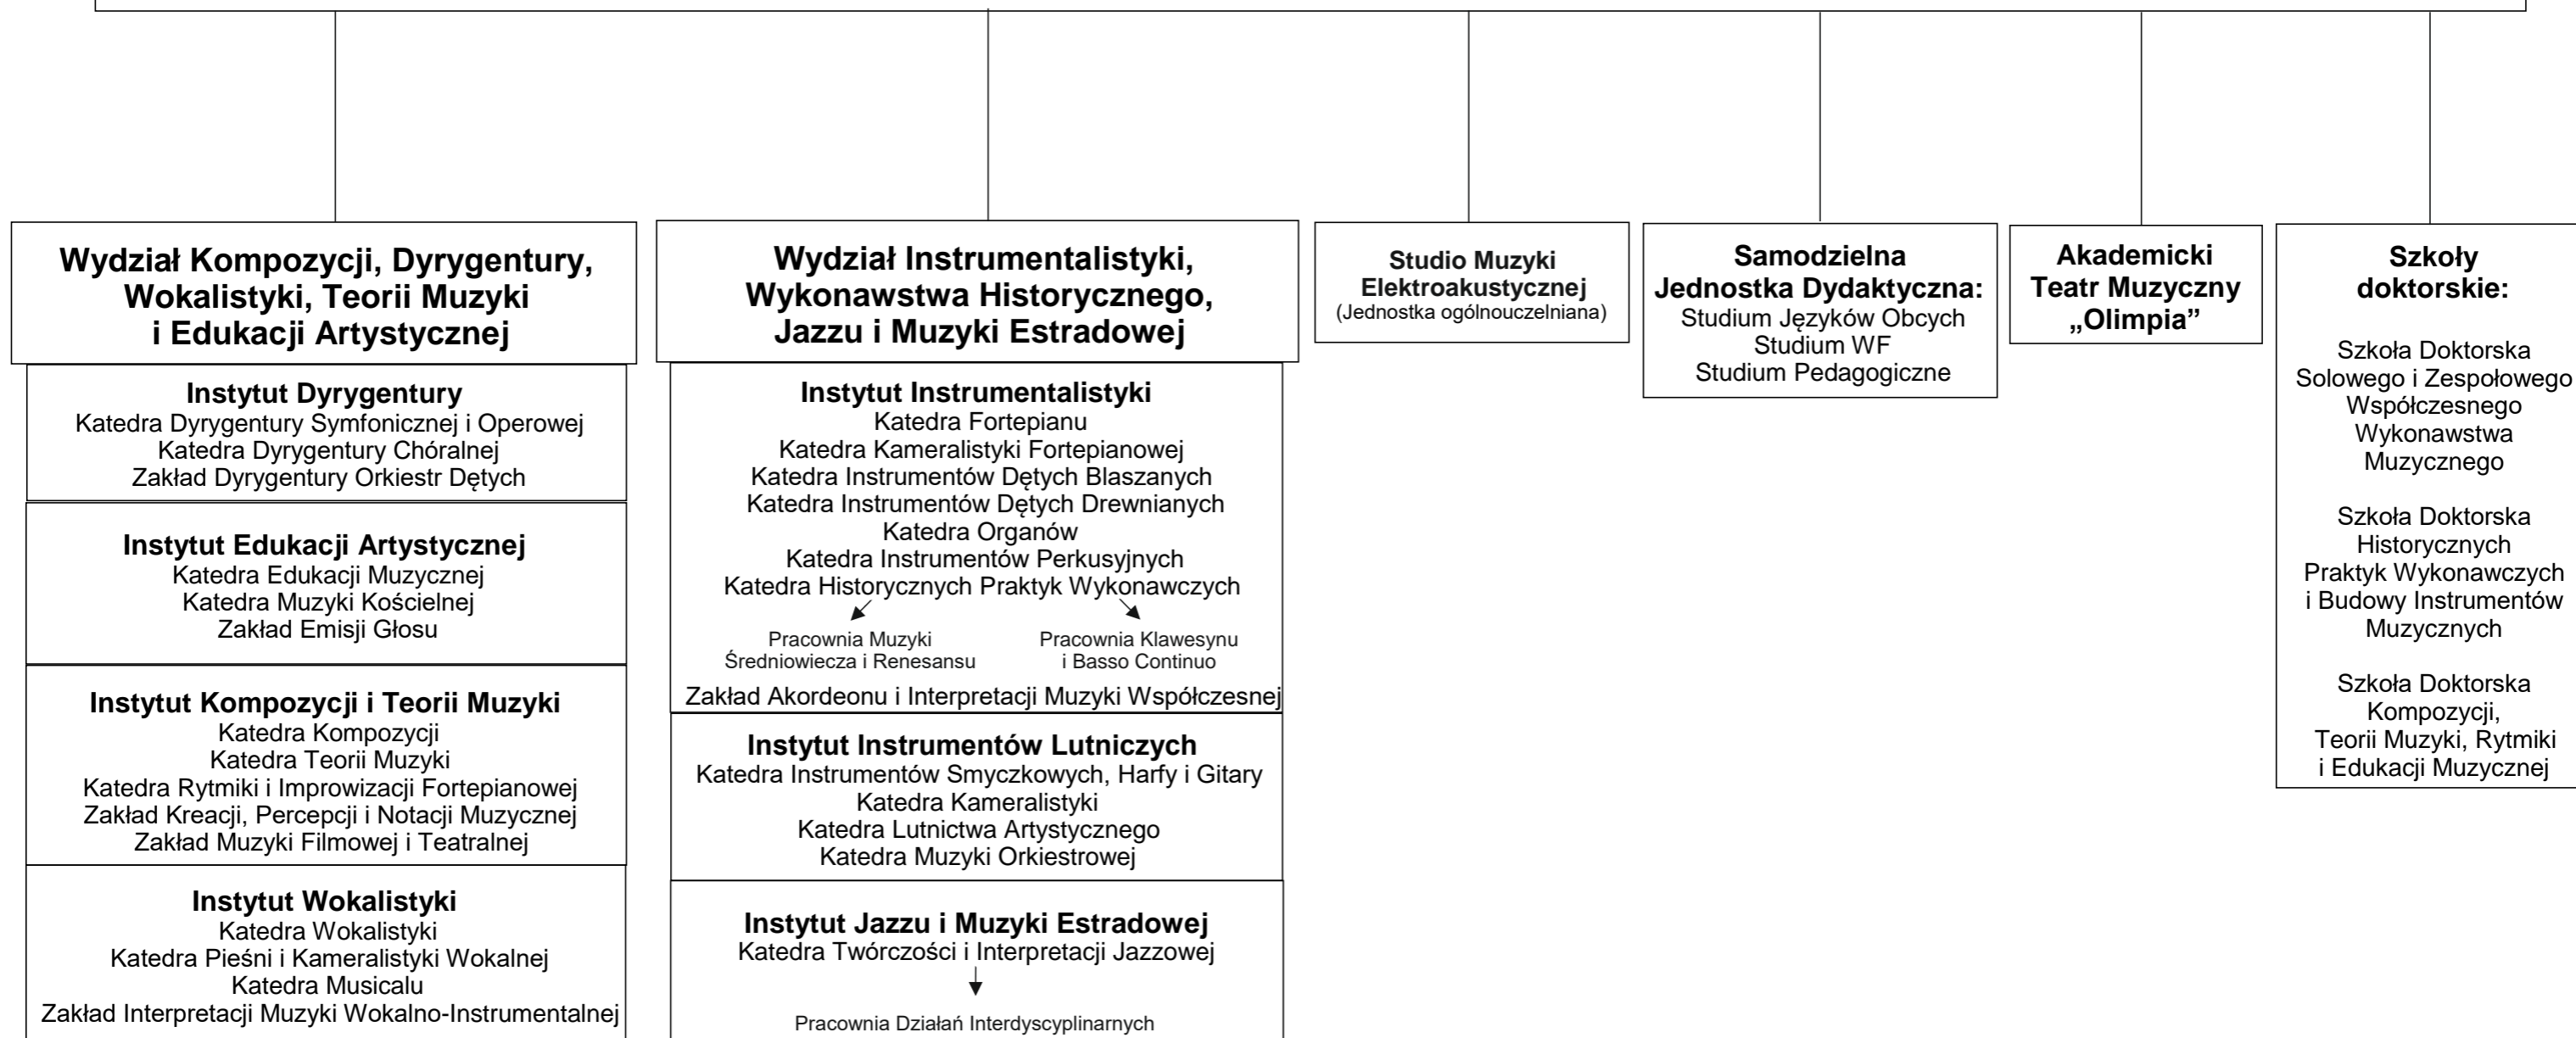 Wydział Kompozycji, Dyrygentury,
Wokalistyki, Teorii Muzyki
i Edukacji Artystycznej
Instytut Dyrygentury
Katedra Dyrygentury Symfonicznej i Operowej
Katedra Dyrygentury Chóralnej
Zakład Dyrygentury Orkiestr Dętych
Instytut Edukacji Artystycznej
Katedra Edukacji Muzycznej
Katedra Muzyki Kościelnej
Zakład Emisji Głosu
Instytut Kompozycji i Teorii Muzyki
Katedra Kompozycji
Katedra Teorii Muzyki
Katedra Rytmiki i Improwizacji Fortepianowej
Zakład Kreacji, Percepcji i Notacji Muzycznej
Zakład Muzyki Filmowej i Teatralnej
Instytut Wokalistyki
Katedra Wokalistyki
Katedra Pieśni i Kameralistyki Wokalnej
Katedra Musicalu
Zakład Interpretacji Muzyki Wokalno-Instrumentalnej
Wydział Instrumentalistyki,
Wykonawstwa Historycznego,
Jazzu i Muzyki Estradowej
Instytut Instrumentalistyki
Katedra Fortepianu
Katedra Kameralistyki Fortepianowej
Katedra Instrumentów Dętych Blaszanych
Katedra Instrumentów Dętych Drewnianych
Katedra Organów
Katedra Instrumentów Perkusyjnych
Katedra Historycznych Praktyk Wykonawczych
Pracownia Muzyki
Średniowiecza i Renesansu
Pracownia Klawesynu
i Basso Continuo
Zakład Akordeonu i Interpretacji Muzyki Współczesnej
Instytut Instrumentów Lutniczych
Katedra Instrumentów Smyczkowych, Harfy i Gitary
Katedra Kameralistyki
Katedra Lutnictwa Artystycznego
Katedra Muzyki Orkiestrowej
Instytut Jazzu i Muzyki Estradowej
Katedra Twórczości i Interpretacji Jazzowej
Pracownia Działań Interdyscyplinarnych
Studio Muzyki
Elektroakustycznej
(Jednostka ogólnouczelniana)
Samodzielna
Jednostka Dydaktyczna:
Studium Języków Obcych
Studium WF
Studium Pedagogiczne
Akademicki
Teatr Muzyczny
„Olimpia”
Szkoły
doktorskie:
Szkoła Doktorska
Solowego i Zespołowego
Współczesnego
Wykonawstwa
Muzycznego
Szkoła Doktorska
Historycznych
Praktyk Wykonawczych
i Budowy Instrumentów
Muzycznych
Szkoła Doktorska
Kompozycji,
Teorii Muzyki, Rytmiki
i Edukacji Muzycznej